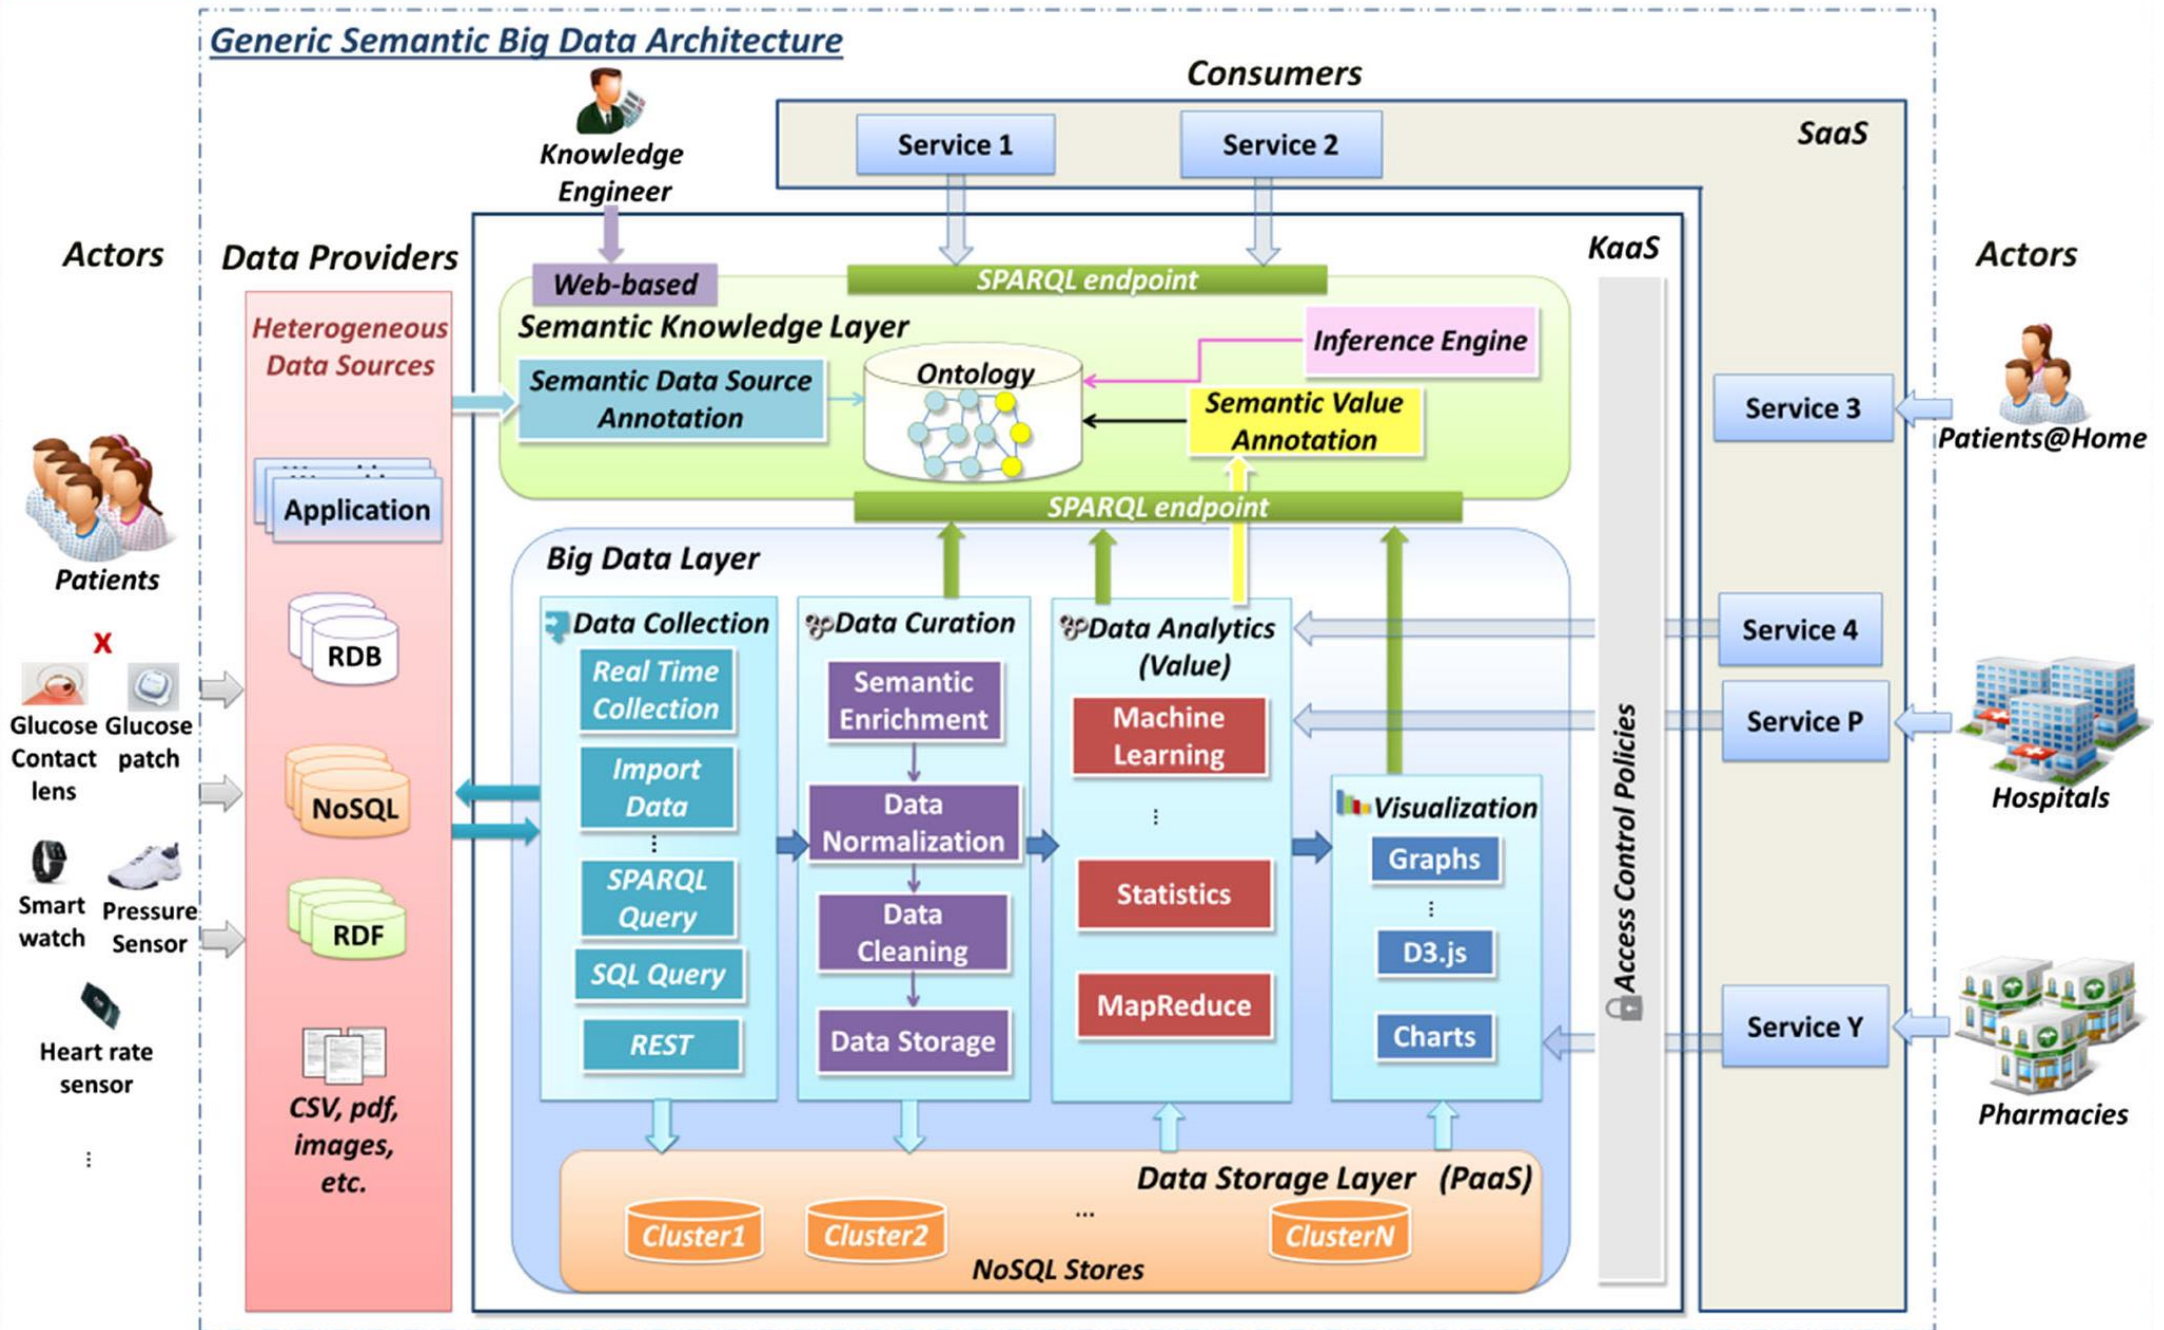 Generic Semantic Big Data Architecture
Consumers
Knowledge
Engineer
Service 1
Service 2
SaaS
Actors
Data Providers
KaaS
Actors
Web-based
SPARQL endpoint
Heterogeneous
Data Sources
Semantic Knowledge Layer
Inference Engine
Semantic Data Source
Annotation
Ontology
Semantic Value
Annotation
Service 3
Patients@Home
Application
SPARQL endpoint
Patients
Big Data Layer
RDB
Data Collection
Data Curation
Data Analytics
(Value)
Service 4
X
Glucose
Contact
lens
Glucose
patch
Real Time
Collection
Semantic
Enrichment
Machine
Learning
Service P
Hospitals
NoSQL
Import
Data
⋮
Data
Normalization
⋮
Visualization
Graphs
⋮
Access Control Policies
Smart
watch
Pressure
Sensor
RDF
SPARQL
Query
Data
Cleaning
Statistics
D3.js
SQL Query
MapReduce
Heart rate
sensor
REST
Data Storage
Charts
Service Y
Pharmacies
CSV, pdf,
images,
etc.
⋮
Data Storage Layer (PaaS)
Cluster1
Cluster2
...
ClusterN
NoSQL Stores